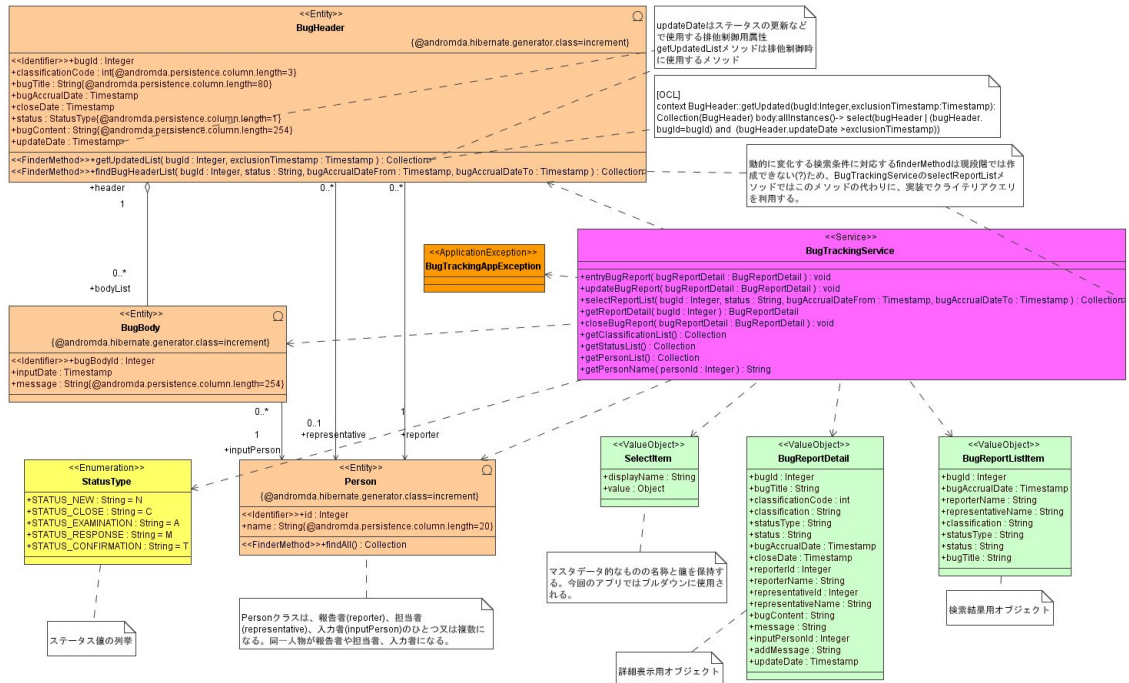 <<Entity>>
BugHeader
{@andromda.hibernate.generator.class=increment}
<<Identifier>>+bugId : Integer
+classificationCode : int{@andromda.persistence.column.length=3}
+bugTitle : String{@andromda.persistence.column.length=80}
+bugAccrualDate : Timestamp
+closeDate : Timestamp
+status : StatusType{@andromda.persistence.column.length=1}
+bugContent : String{@andromda.persistence.column.length=254}
+updateDate : Timestamp
<<FinderMethod>>+getUpdatedList( bugId : Integer, exclusionTimestamp : Timestamp ) : Collection
<<FinderMethod>>+findBugHeaderList( bugId : Integer, status : String, bugAccrualDateFrom : Timestamp, bugAccrualDateTo : Timestamp ) : Collection
updateDateはステータスの更新など
で使用する排他制御用属性
getUpdatedListメソッドは排他制御時
に使用するメソッド
[OCL]
context BugHeader::getUpdated(bugId:Integer,exclusionTimestamp:Timestamp):
Collection(BugHeader) body:allInstances()-> select(bugHeader | (bugHeader.
bugId=bugId) and (bugHeader.updateDate >exclusionTimestamp))
動的に変化する検索条件に対応するfinderMethodは現段階では作
成できない(?)ため、BugTrackingServiceのselectReportListメ
ソッドではこのメソッドの代わりに、実装でクライテリアクエリ
を利用する。
+header
1
0..*
0..*
0..*
+bodyList
<<ApplicationException>>
BugTrackingAppException
<<Service>>
BugTrackingService
+entryBugReport( bugReportDetail : BugReportDetail ) : void
+updateBugReport( bugReportDetail : BugReportDetail ) : void
+selectReportList( bugId : Integer, status : String, bugAccrualDateFrom : Timestamp, bugAccrualDateTo : Timestamp ) : Collection
+getReportDetail( bugId : Integer ) : BugReportDetail
+closeBugReport( bugReportDetail : BugReportDetail ) : void
+getClassificationList() : Collection
+getStatusList() : Collection
+getPersonList() : Collection
+getPersonName( personId : Integer ) : String
<<Entity>>
BugBody
{@andromda.hibernate.generator.class=increment}
<<Identifier>>+bugBodyId : Integer
+inputDate : Timestamp
+message : String{@andromda.persistence.column.length=254}
0..*
1
+inputPerson
0..1
+representative
1
+reporter
<<Enumeration>>
StatusType
+STATUS_NEW : String = N
+STATUS_CLOSE : String = C
+STATUS_EXAMINATION : String = A
+STATUS_RESPONSE : String = M
+STATUS_CONFIRMATION : String = T
<<Entity>>
Person
{@andromda.hibernate.generator.class=increment}
<<Identifier>>+id : Integer
+name : String{@andromda.persistence.column.length=20}
<<FinderMethod>>+findAll() : Collection
<<ValueObject>>
SelectItem
+displayName : String
+value : Object
<<ValueObject>>
BugReportDetail
+bugId : Integer
+bugTitle : String
+classificationCode : int
+classification : String
+statusType : String
+status : String
+bugAccrualDate : Timestamp
+closeDate : Timestamp
+reporterId : Integer
+reporterName : String
+representativeId : Integer
+representativeName : String
+bugContent : String
+message : String
+inputPersonId : Integer
+addMessage : String
+updateDate : Timestamp
<<ValueObject>>
BugReportListItem
+bugId : Integer
+bugAccrualDate : Timestamp
+reporterName : String
+representativeName : String
+classification : String
+statusType : String
+status : String
+bugTitle : String
マスタデータ的なものの名称と値を保持す
る。今回のアプリではプルダウンに使用さ
れる。
検索結果用オブジェクト
ステータス値の列挙
Personクラスは、報告者(reporter)、担当者
(representative)、入力者(inputPerson)のひとつ又は複数に
なる。同一人物が報告者や担当者、入力者になる。
詳細表示用オブジェクト